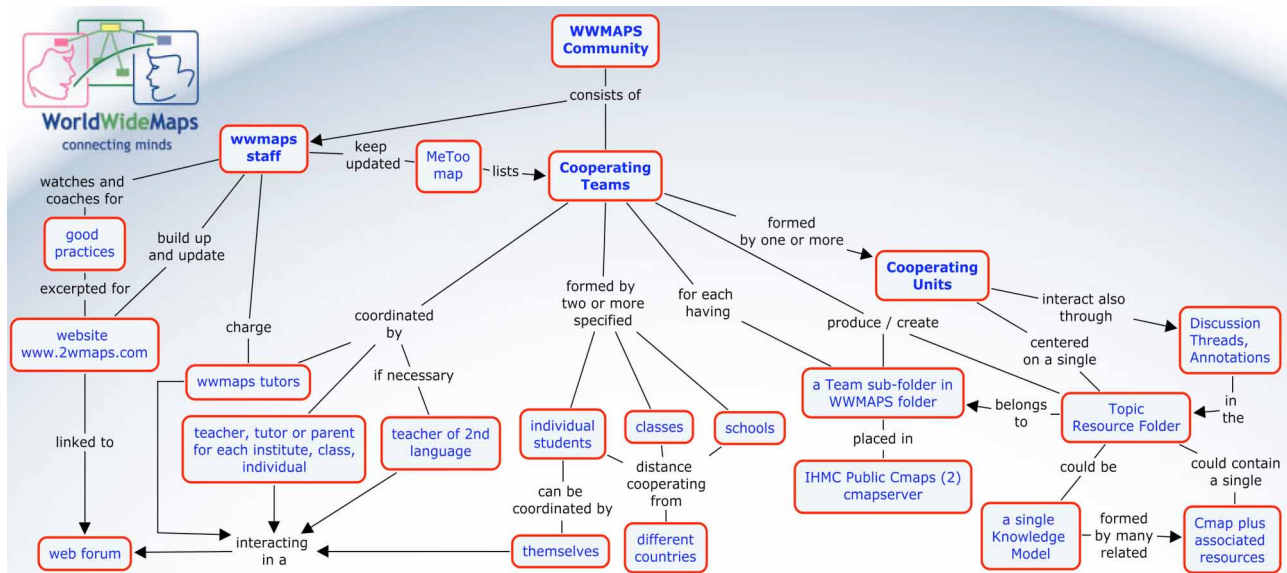 WWMAPS
Community
consists of
WorldWideMaps
connecting minds
wwmaps
staff
keep
updated
MeToo
map
lists
Cooperating
Teams
watches and
coaches for
good
practices
build up
and update
formed
by one or more
Cooperating
Units
excerpted for
website
www.2wmaps.com
charge
coordinated
by
formed by
two or more
specified
for each
having
produce / create
interact also
through
centered
on a single
Discussion
Threads,
Annotations
wwmaps tutors
if necessary
a Team sub-folder in
WWMAPS folder
belongs
to
Topic
Resource Folder
in
the
linked to
teacher, tutor or parent
for each institute, class,
individual
teacher of 2nd
language
individual
students
classes
schools
placed in
could be
could contain
a single
distance
cooperating
from
IHMC Public Cmaps (2)
cmapserver
can be
coordinated by
a single
Knowledge
Model
formed
by many
related
Cmap plus
associated
resources
web forum
interacting
in a
themselves
different
countries